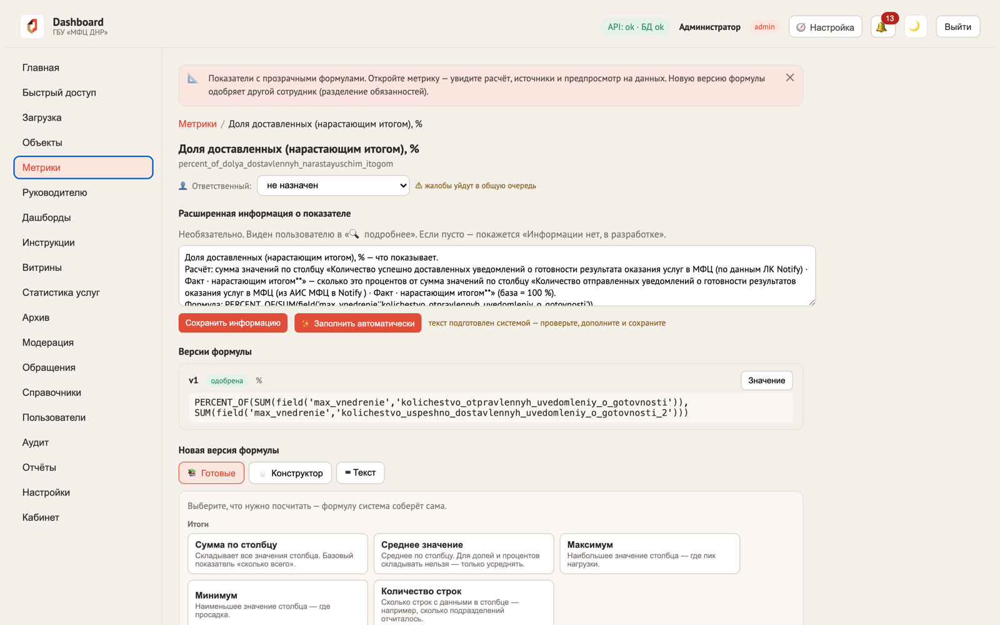 Dashboard
ГБУ «МФЦ ДНР»
API: ok · БД ok
Администратор
admin
Настройка
13
Выйти
Главная
Быстрый доступ
Загрузка
Объекты
Метрики
Руководителю
Дашборды
Инструкции
Витрины
Статистика услуг
Архив
Модерация
Обращения
Справочники
Пользователи
Аудит
Отчёты
Настройки
Кабинет
Показатели с прозрачными формулами. Откройте метрику — увидите расчёт, источники и предпросмотр на данных. Новую версию формулы
одобряет другой сотрудник (разделение обязанностей).
Метрики / Доля доставленных (нарастающим итогом), %
Доля доставленных (нарастающим итогом), %
percent_of_dolya_dostavlennyh_narastayuschim_itogom
Ответственный: не назначен ⚠ жалобы уйдут в общую очередь
Расширенная информация о показателе
Необязательно. Виден пользователю в «🔍 подробнее». Если пусто — покажется «Информации нет, в разработке».
Доля доставленных (нарастающим итогом), % — что показывает.
Расчёт: сумма значений по столбцу «Количество успешно доставленных уведомлений о готовности результата оказания услуг в МФЦ (по данным ЛК Notify) ·
Факт · нарастающим итогом**» — сколько это процентов от сумма значений по столбцу «Количество отправленных уведомлений о готовности результатов
оказания услуг в МФЦ (из АИС МФЦ в Notify ) · Факт · нарастающим итогом**» (база = 100 %).
Формула: PERCENT_OF(SUM(field('max_vnedrenie','kolichestvo_otpravlennyh_uvedomleniy_o_gotovnosti')),
Сохранить информацию
✨ Заполнить автоматически
текст подготовлен системой — проверьте, дополните и сохраните
Версии формулы
v1 одобрена %
Значение
PERCENT_OF(SUM(field('max_vnedrenie','kolichestvo_otpravlennyh_uvedomleniy_o_gotovnosti')),
SUM(field('max_vnedrenie','kolichestvo_uspeshno_dostavlennyh_uvedomleniy_o_gotovnosti_2')))
Новая версия формулы
Готовые
Конструктор
Текст
Выберите, что нужно посчитать — формулу система соберёт сама.
Итоги
Сумма по столбцу
Складывает все значения столбца. Базовый
показатель «сколько всего».
Среднее значение
Среднее по столбцу. Для долей и процентов
складывать нельзя — только усреднять.
Максимум
Наибольшее значение столбца — где пик
нагрузки.
Минимум
Наименьшее значение столбца — где
просадка.
Количество строк
Сколько строк с данными в столбце —
например, сколько подразделений
отчиталось.